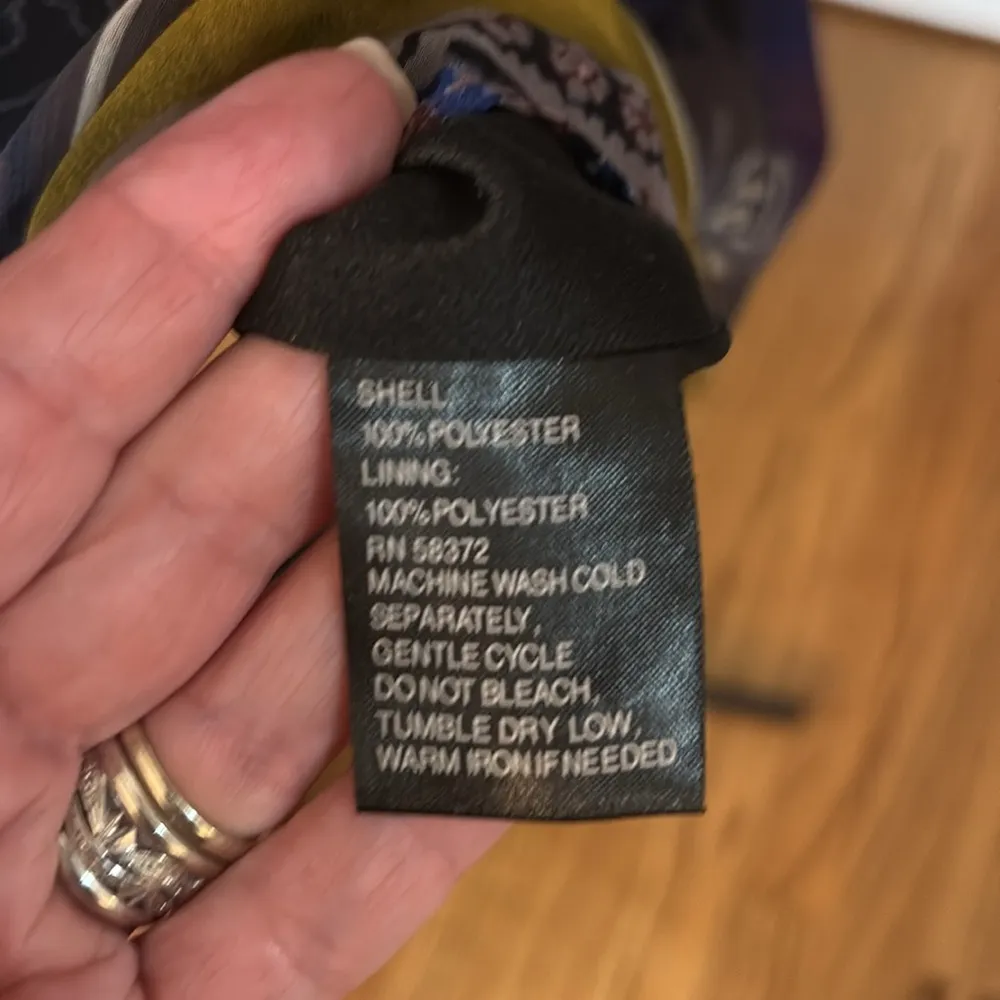 SHELL
100% POLYESTER
LINING:
100% POLYESTER
RN 58372
MACHINE WASH COLD
SEPARATELY,
GENTLE CYCLE
DO NOT BLEACH,
TUMBLE DRY LOW,
WARM IRON IF NEEDED